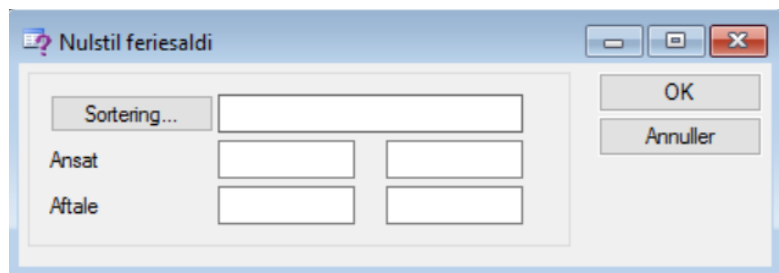 Nulstil feriesaldi
Sortering...
OK
Annuller
Ansat
Aftale